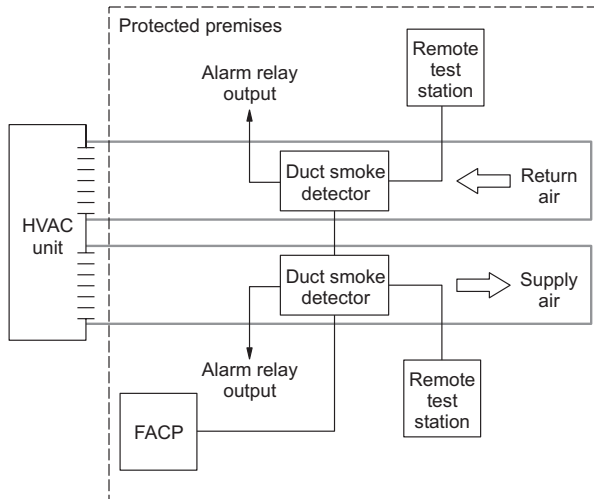 Protected premises
Alarm relay
output
Remote
test
station
Duct smoke
detector
Return
air
HVAC
unit
Duct smoke
detector
Supply
air
Alarm relay
output
Remote
test
station
FACP